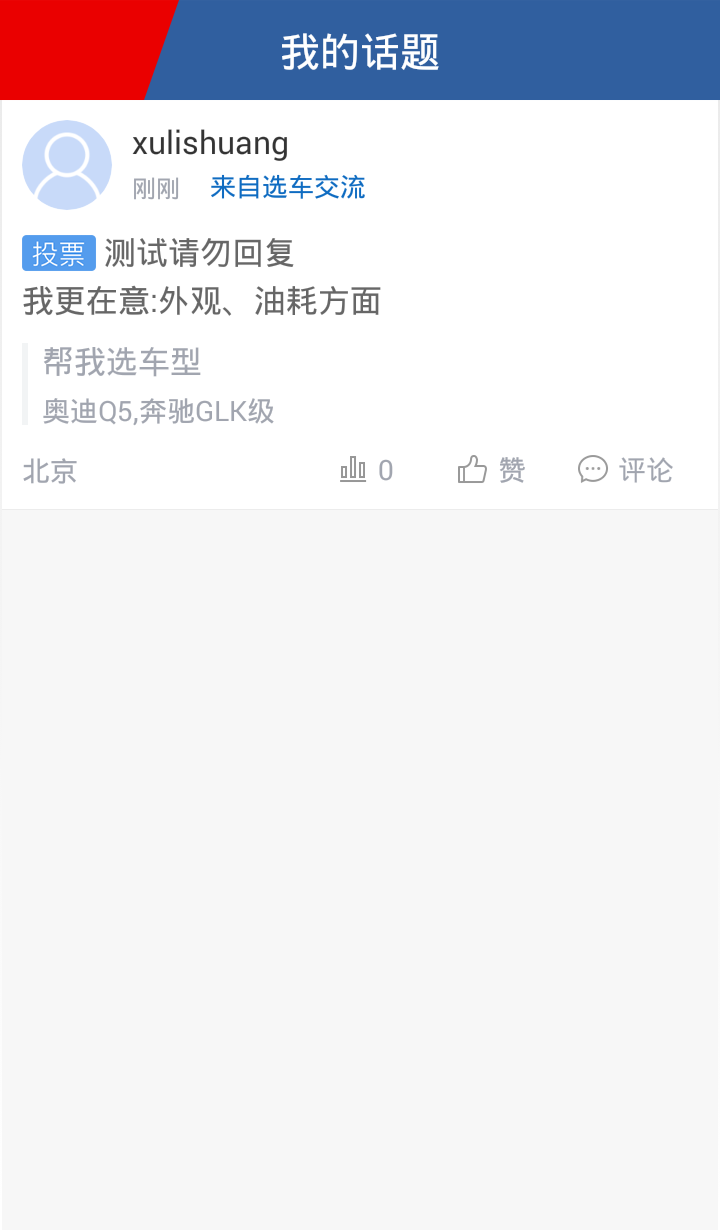 我的话题
xulishuang
刚刚 来自选车交流
投票 测试请勿回复
我更在意:外观、油耗方面
帮我选车型
奥迪Q5,奔驰GLK级
北京 0 赞 评论